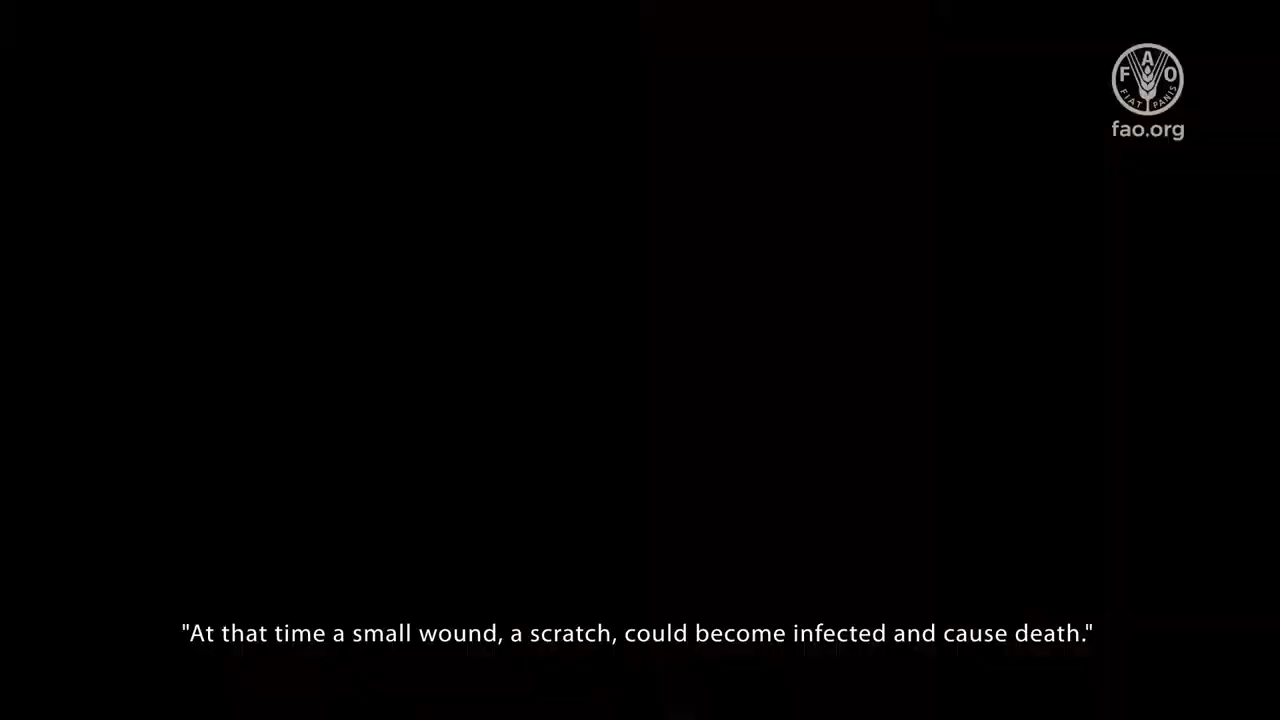 FAO
FIAT PANIS
fao.org
"At that time a small wound, a scratch, could become infected and cause death."